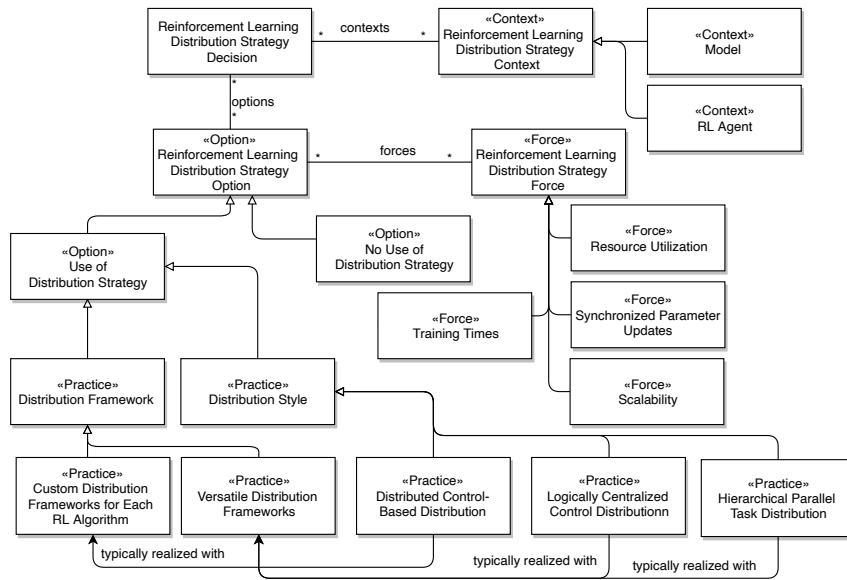 Reinforcement Learning
Distribution Strategy
Decision
*
contexts
*
«Context»
Reinforcement Learning
Distribution Strategy
Context
«Context»
Model
«Context»
RL Agent
*
options
*
«Option»
Reinforcement Learning
Distribution Strategy
Option
*
forces
*
«Force»
Reinforcement Learning
Distribution Strategy
Force
«Option»
Use of
Distribution Strategy
«Option»
No Use of
Distribution Strategy
«Force»
Resource Utilization
«Force»
Training Times
«Force»
Synchronized Parameter
Updates
«Force»
Scalability
«Practice»
Distribution Framework
«Practice»
Distribution Style
«Practice»
Custom Distribution
Frameworks for Each
RL Algorithm
«Practice»
Versatile Distribution
Frameworks
«Practice»
Distributed Control-
Based Distribution
«Practice»
Logically Centralized
Control Distributionn
«Practice»
Hierarchical Parallel
Task Distribution
typically realized with
typically realized with
typically realized with